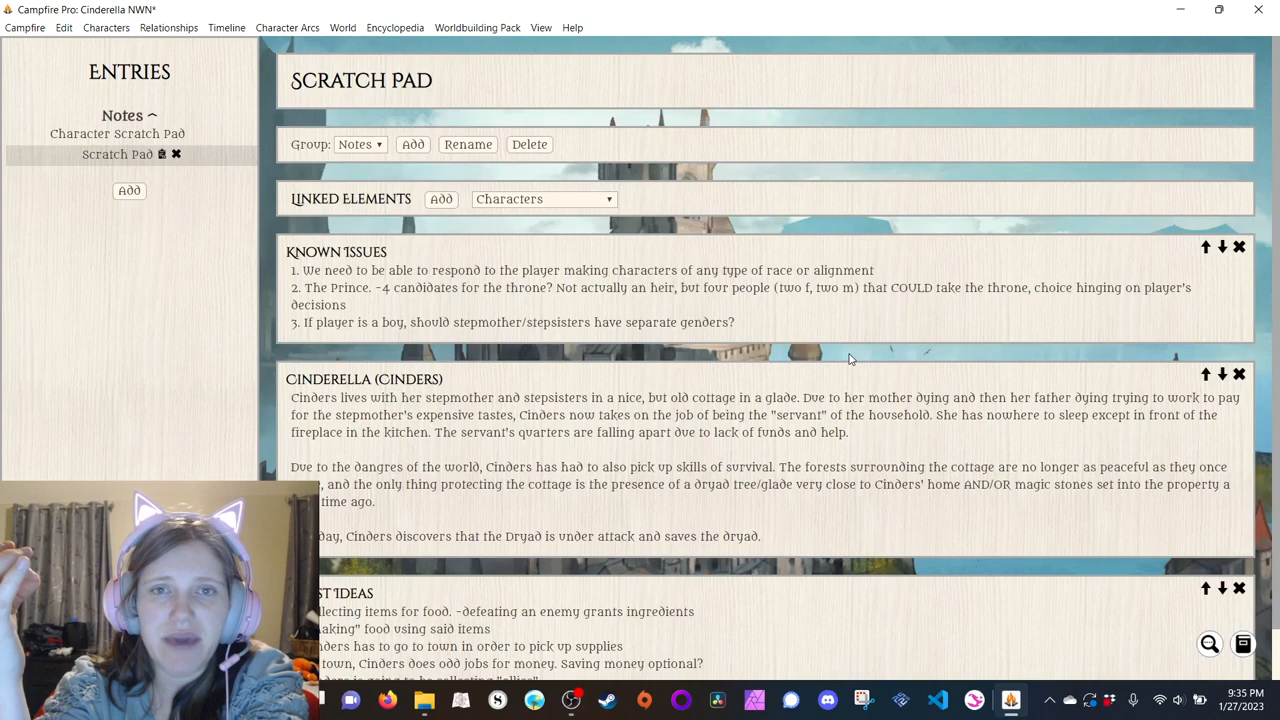 Campfire Pro: Cinderella NWN*
Campfire Edit Characters Relationships Timeline Character Arcs World Encyclopedia Worldbuilding Pack View Help
Entries
Notes
Character Scratch Pad
Scratch Pad
Add
Scratch Pad
Group: Notes Add Rename Delete
Linked Elements Add Characters
Known Issues
1. We need to be able to respond to the player making characters of any type of race or alignment
2. The Prince. -4 candidates for the throne? Not actually an heir, but four people (two f, two m) that COULD take the throne, choice hinging on player's
decisions
3. If player is a boy, should stepmother/stepsisters have separate genders?
Cinderella (Cinders)
Cinders lives with her stepmother and stepsisters in a nice, but old cottage in a glade. Due to her mother dying and then her father dying trying to work to pay
for the stepmother's expensive tastes, Cinders now takes on the job of being the "servant" of the household. She has nowhere to sleep except in front of the
fireplace in the kitchen. The servant's quarters are falling apart due to lack of funds and help.
Due to the dangres of the world, Cinders has had to also pick up skills of survival. The forests surrounding the cottage are no longer as peaceful as they once
, and the only thing protecting the cottage is the presence of a dryad tree/glade very close to Cinders' home AND/OR magic stones set into the property a
time ago.
day, Cinders discovers that the Dryad is under attack and saves the dryad.
st Ideas
llecting items for food. -defeating an enemy grants ingredients
aking" food using said items
nders has to go to town in order to pick up supplies
town, Cinders does odd jobs for money. Saving money optional?
nders is going to be collecting "allies"
9:35 PM
1/27/2023